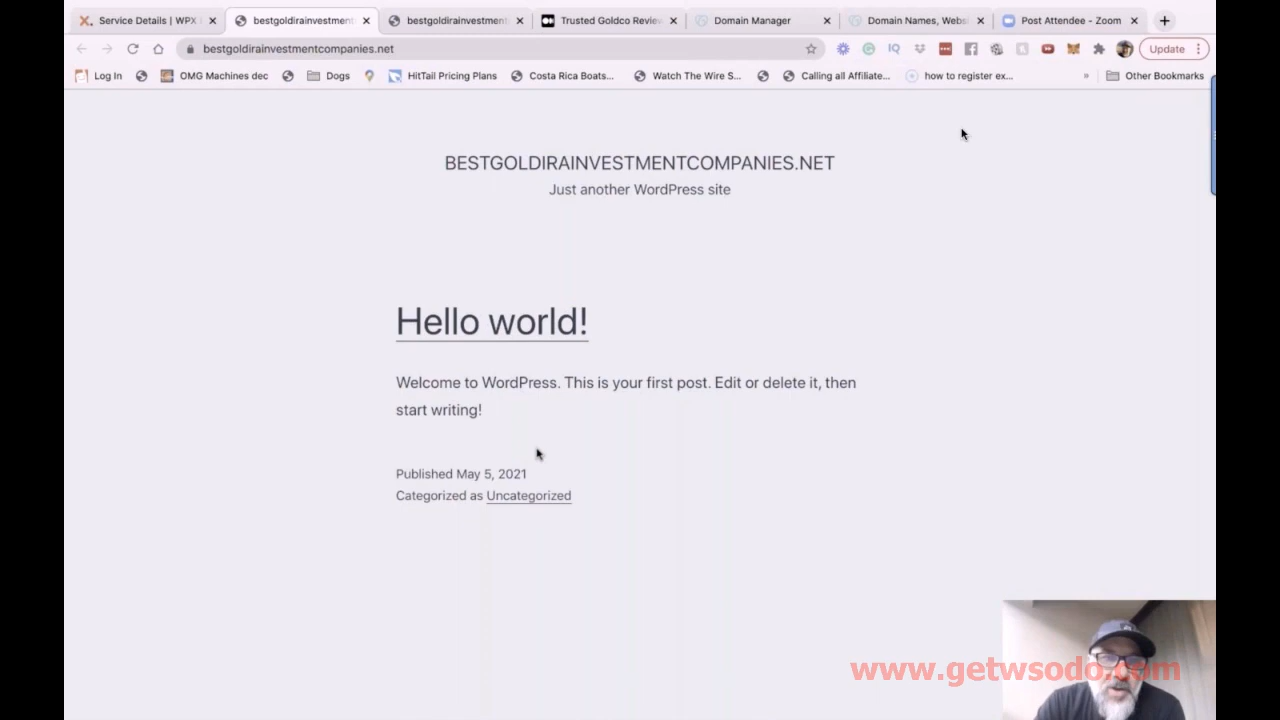 Service Details | WPX
bestgoldirainvestment
bestgoldirainvestment
Trusted Goldco Review
Domain Manager
Domain Names, Webs
Post Attendee - Zoom
bestgoldirainvestmentcompanies.net
IQ
Update
Log In
OMG Machines dec
Dogs
HitTail Pricing Plans
Costa Rica Boats...
Watch The Wire S...
Calling all Affiliate...
how to register ex...
»
Other Bookmarks
BESTGOLDIRAINVESTMENTCOMPANIES.NET
Just another WordPress site
Hello world!
Welcome to WordPress. This is your first post. Edit or delete it, then
start writing!
Published May 5, 2021
Categorized as Uncategorized
www.getwsodo.com